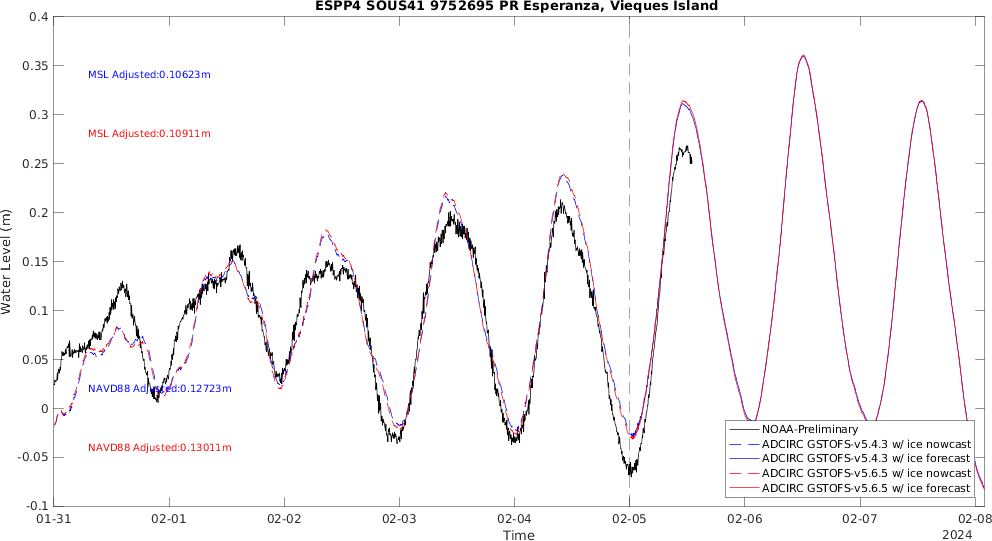 ESPP4 SOUS41 9752695 PR Esperanza, Vieques Island
0.4
0.35
0.3
0.25
0.2
0.15
0.1
0.05
0
-0.05
-0.1
Water Level (m)
MSL Adjusted:0.10623m
MSL Adjusted:0.10911m
NAVD88 Adjusted:0.12723m
NAVD88 Adjusted:0.13011m
NOAA-Preliminary
ADCIRC GSTOFS-v5.4.3 w/ ice nowcast
ADCIRC GSTOFS-v5.4.3 w/ ice forecast
ADCIRC GSTOFS-v5.6.5 w/ ice nowcast
ADCIRC GSTOFS-v5.6.5 w/ ice forecast
01-31 02-01 02-02 02-03 02-04 02-05 02-06 02-07 02-08
Time
2024